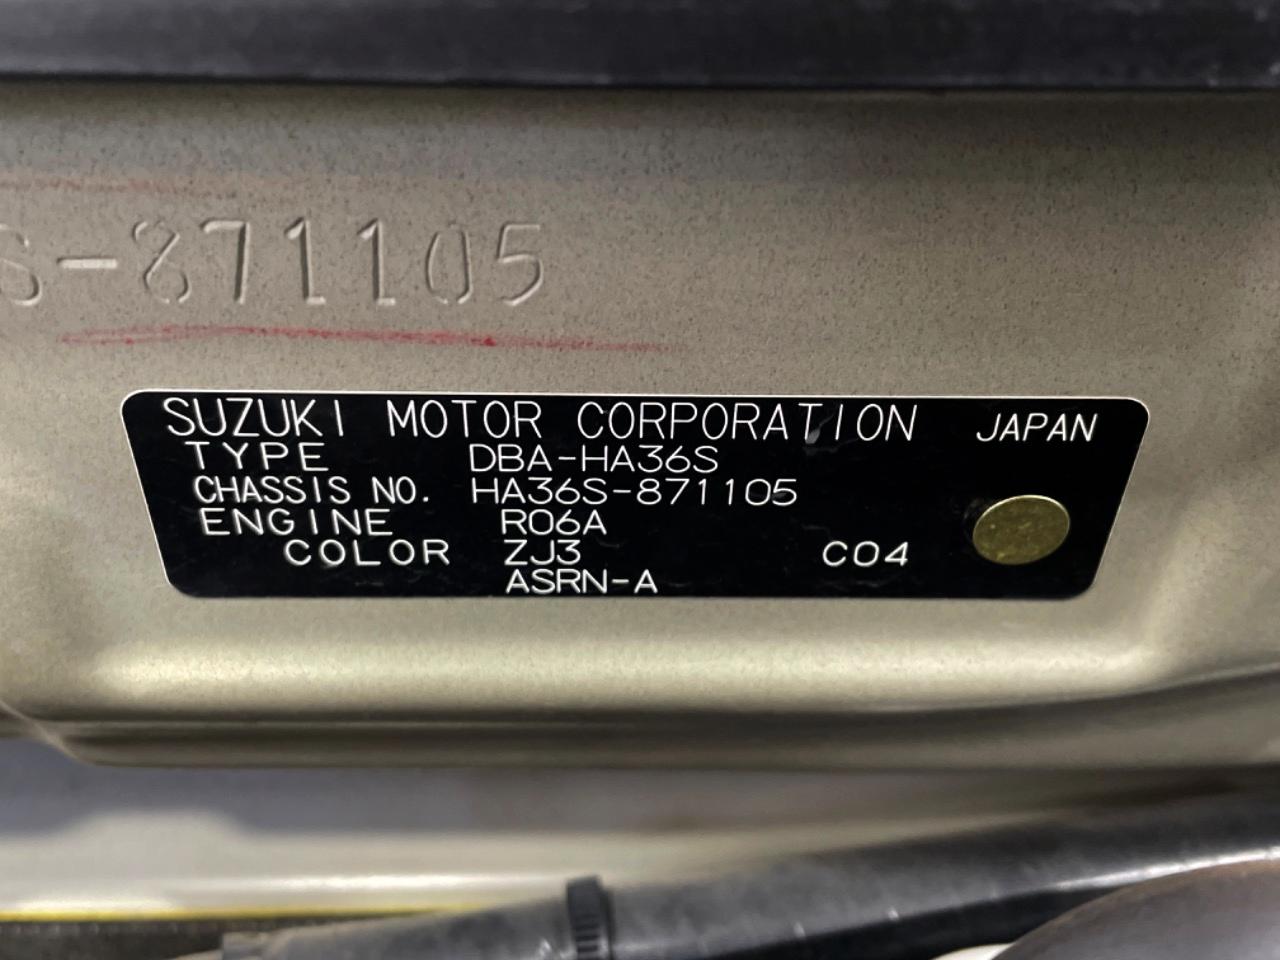 S-871105
SUZUKI MOTOR CORPORATION JAPAN
TYPE DBA-HA36S
CHASSIS NO. HA36S-871105
ENGINE R06A
COLOR ZJ3 C04
ASRN-A